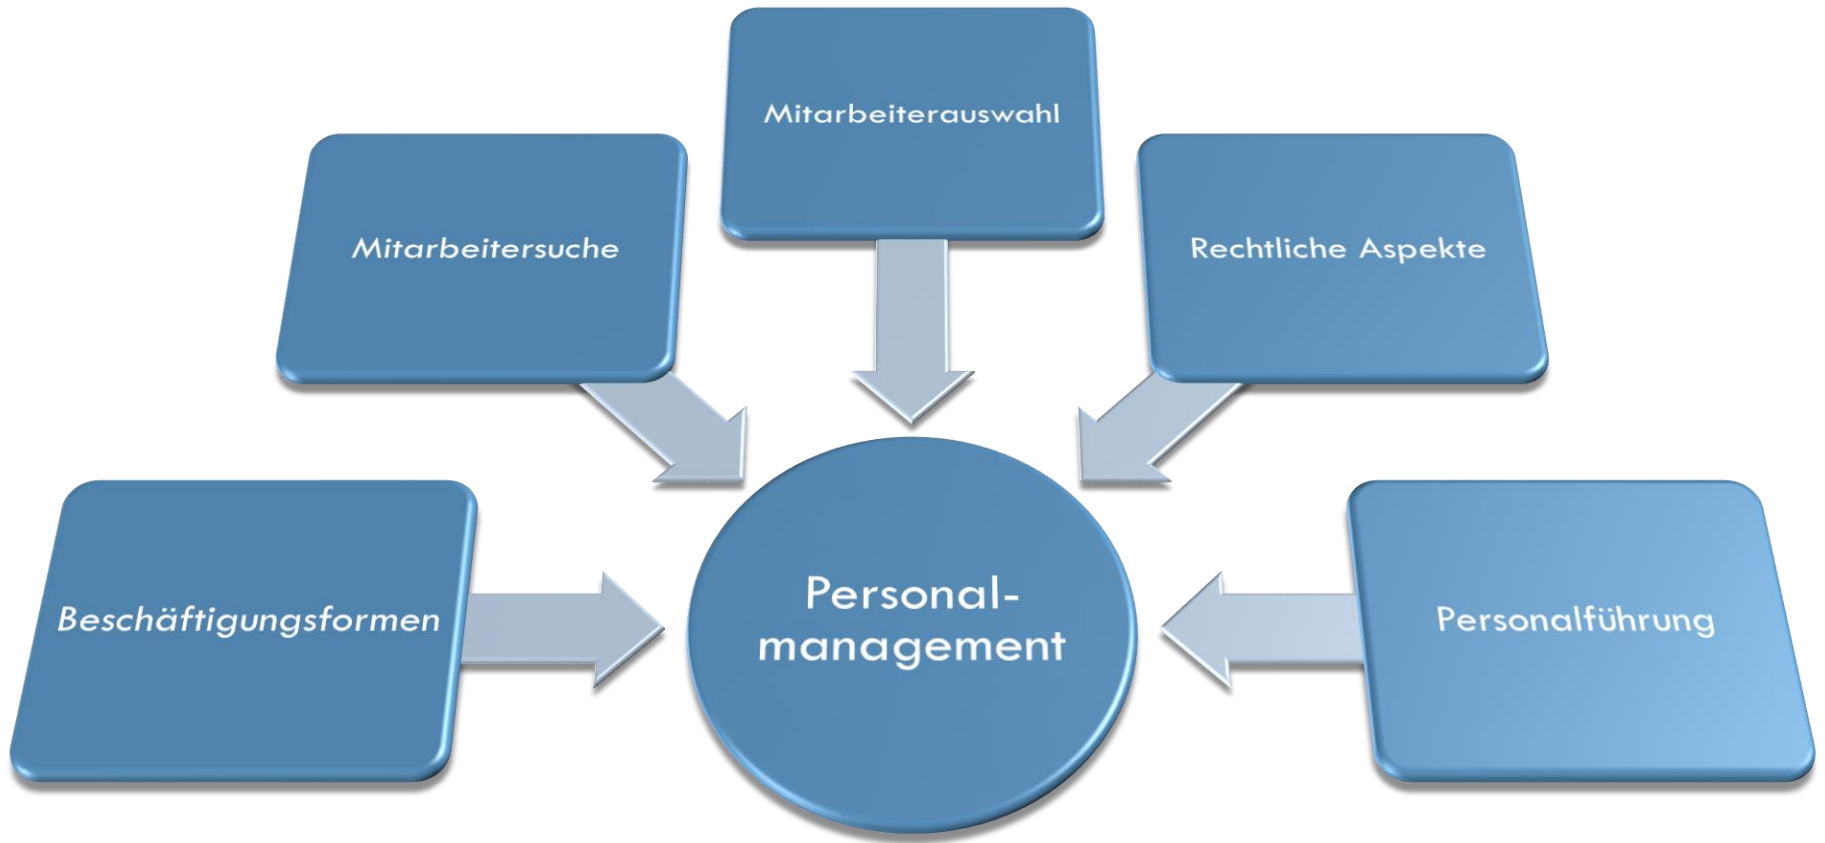 Mitarbeiterauswahl
Mitarbeitersuche
Rechtliche Aspekte
Beschäftigungsformen
Personal-
management
Personalführung